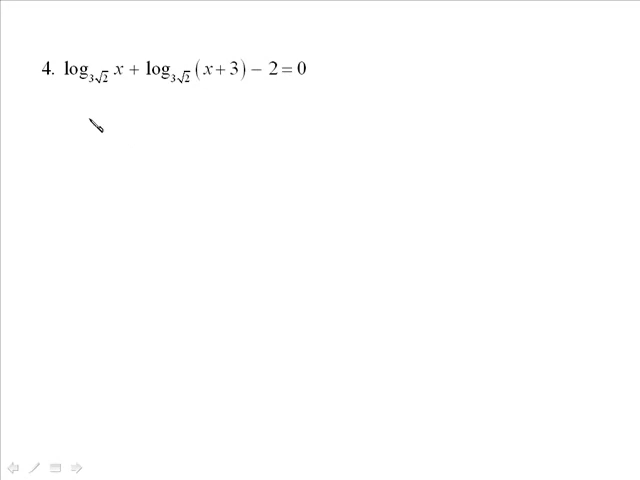 4. log_{3√2} x + log_{3√2} (x+3) − 2 = 0